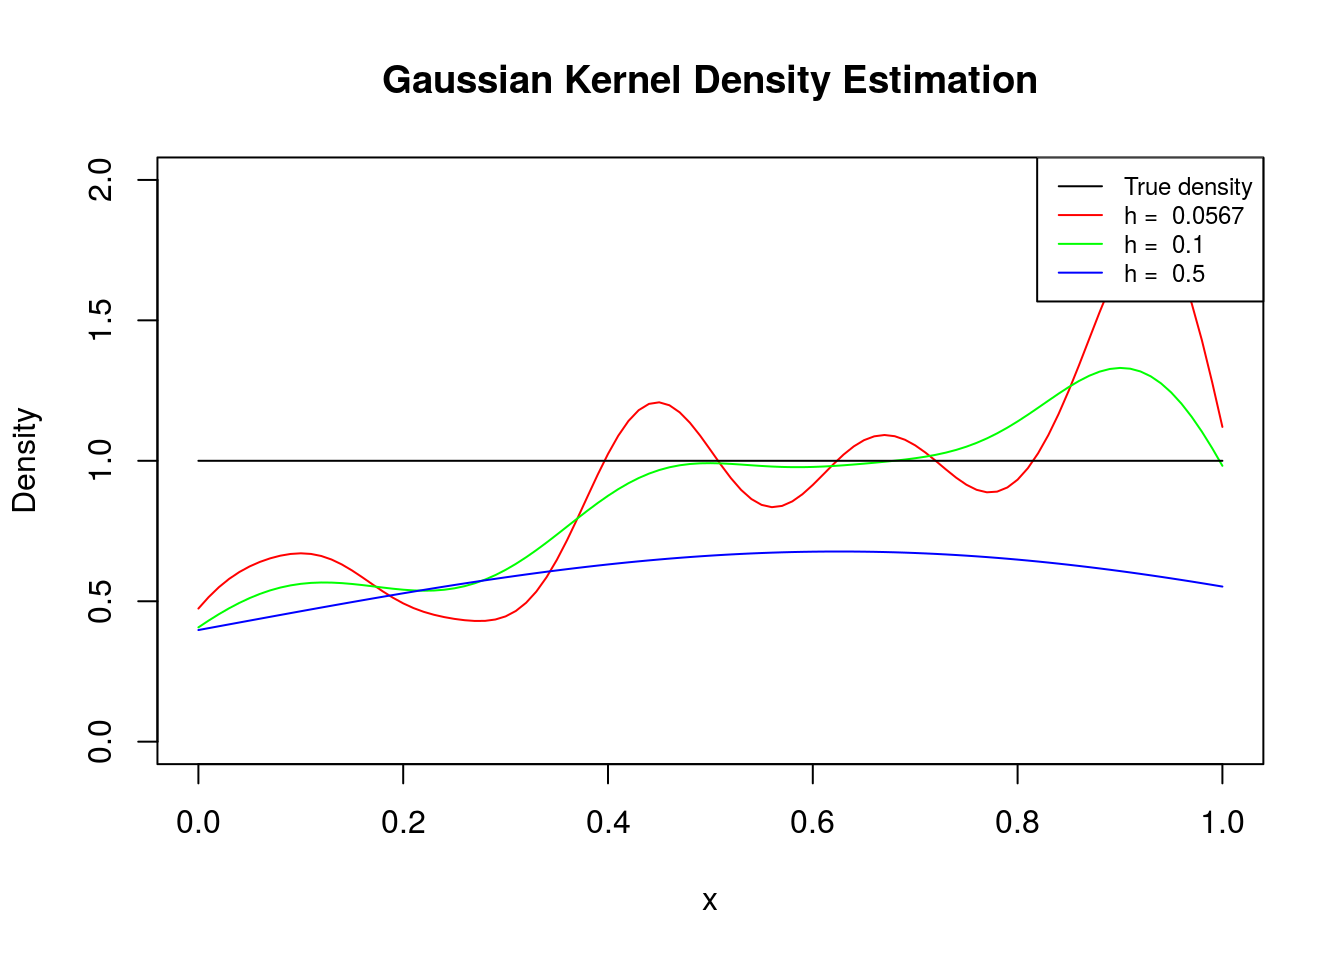 Gaussian Kernel Density Estimation
True density
h =  0.0567
h =  0.1
h =  0.5
Density
2.0
1.5
1.0
0.5
0.0
0.0 0.2 0.4 0.6 0.8 1.0
x